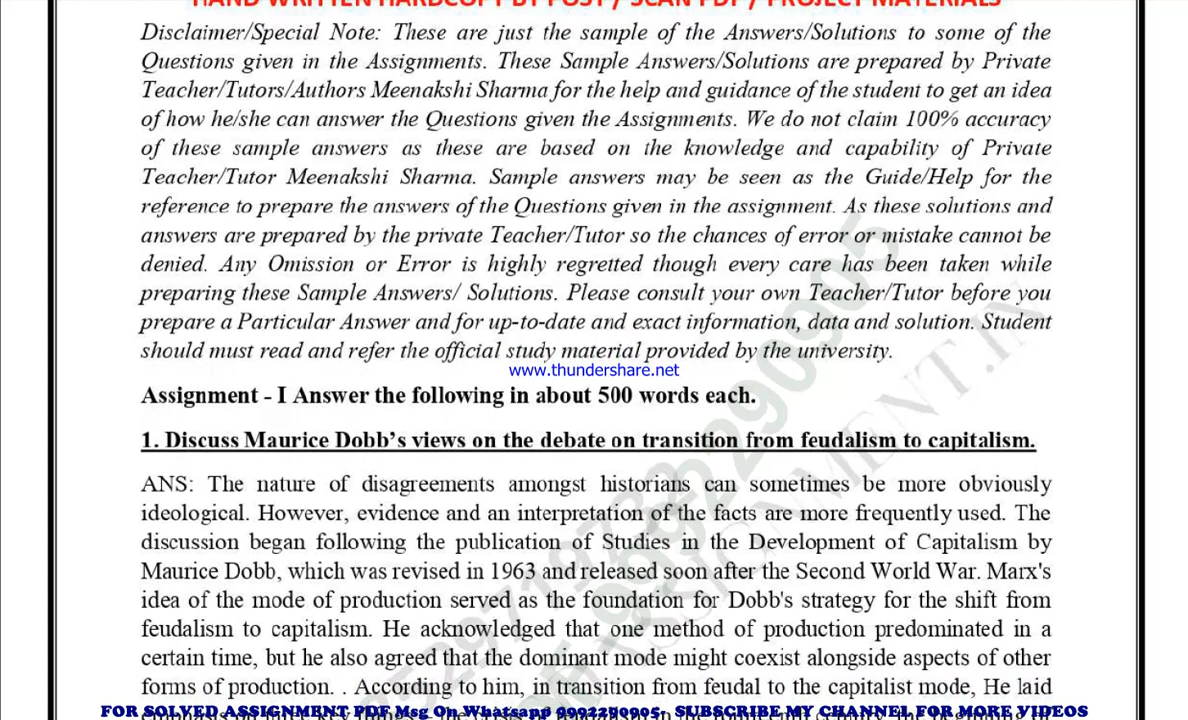 HAND WRITTEN HARDCOPY BY POST / SCAN PDF / PROJECT MATERIALS
Disclaimer/Special Note: These are just the sample of the Answers/Solutions to some of the
Questions given in the Assignments. These Sample Answers/Solutions are prepared by Private
Teacher/Tutors/Authors Meenakshi Sharma for the help and guidance of the student to get an idea
of how he/she can answer the Questions given the Assignments. We do not claim 100% accuracy
of these sample answers as these are based on the knowledge and capability of Private
Teacher/Tutor Meenakshi Sharma. Sample answers may be seen as the Guide/Help for the
reference to prepare the answers of the Questions given in the assignment. As these solutions and
answers are prepared by the private Teacher/Tutor so the chances of error or mistake cannot be
denied. Any Omission or Error is highly regretted though every care has been taken while
preparing these Sample Answers/ Solutions. Please consult your own Teacher/Tutor before you
prepare a Particular Answer and for up-to-date and exact information, data and solution. Student
should must read and refer the official study material provided by the university.
www.thundershare.net
Assignment - I Answer the following in about 500 words each.
1. Discuss Maurice Dobb's views on the debate on transition from feudalism to capitalism.
ANS: The nature of disagreements amongst historians can sometimes be more obviously
ideological. However, evidence and an interpretation of the facts are more frequently used. The
discussion began following the publication of Studies in the Development of Capitalism by
Maurice Dobb, which was revised in 1963 and released soon after the Second World War. Marx's
idea of the mode of production served as the foundation for Dobb's strategy for the shift from
feudalism to capitalism. He acknowledged that one method of production predominated in a
certain time, but he also agreed that the dominant mode might coexist alongside aspects of other
forms of production. . According to him, in transition from feudal to the capitalist mode, He laid
FOR SOLVED ASSIGNMENT PDF Msg On Whatsapp 9992290905- SUBSCRIBE MY CHANNEL FOR MORE VIDEOS